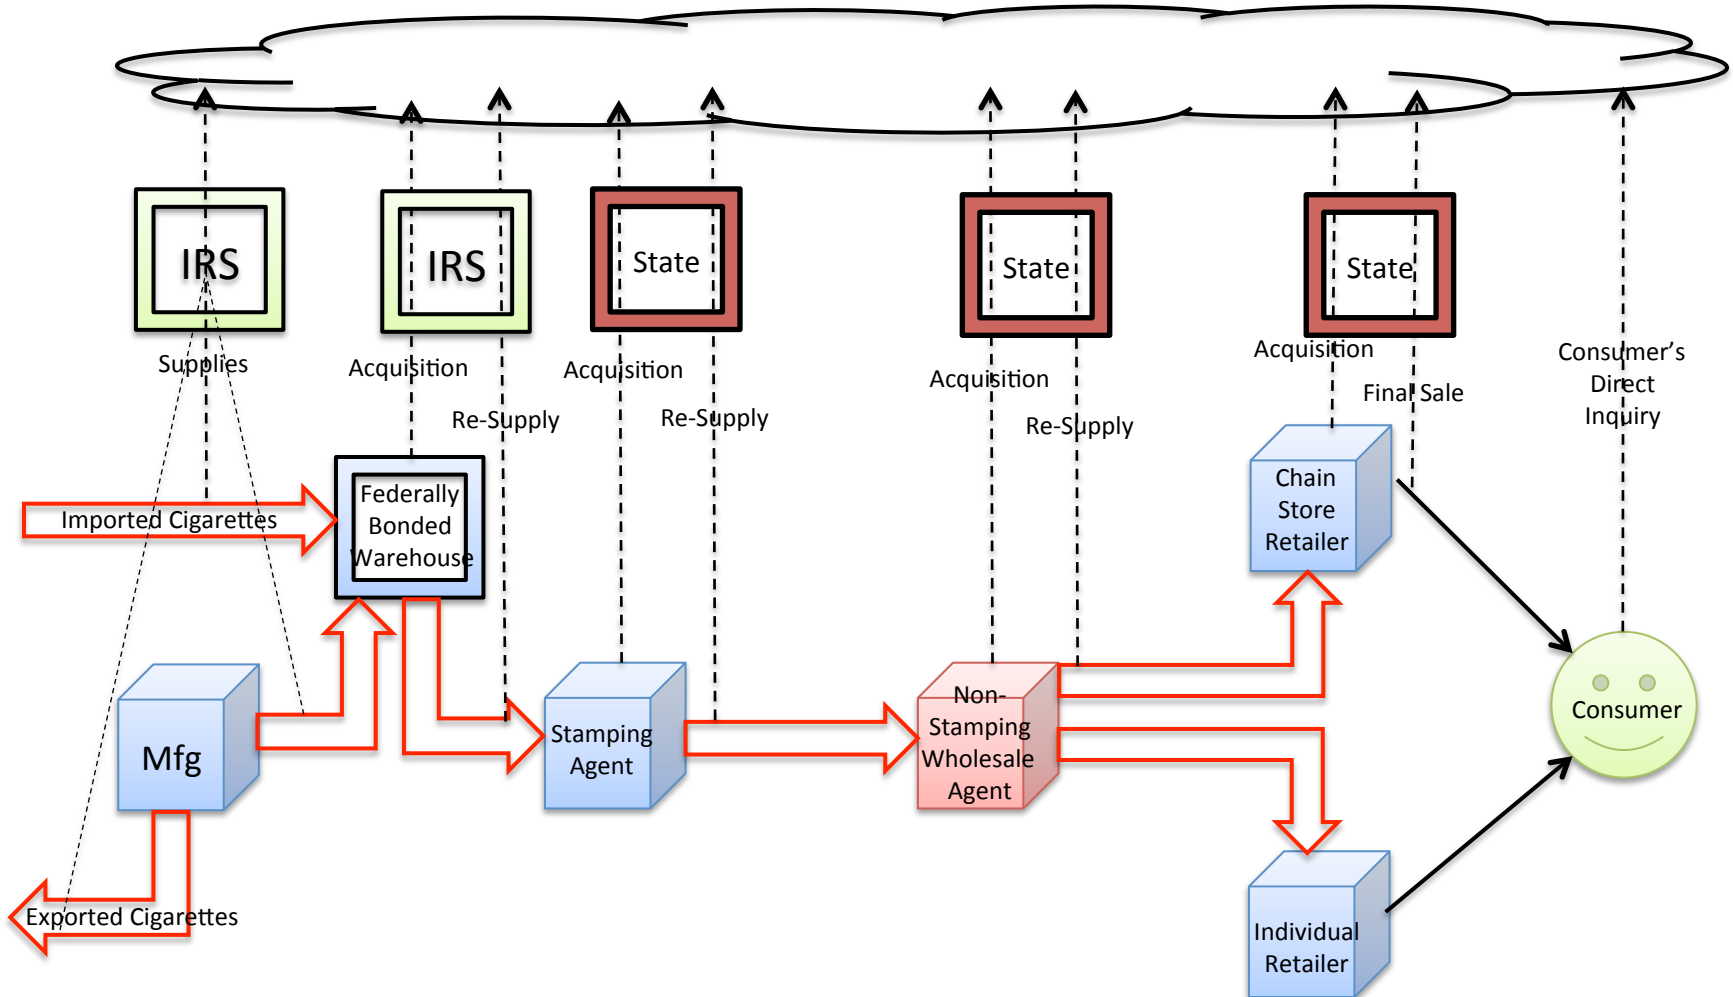 IRS
IRS
State
State
State
Supplies
Acquisition
Acquisition
Acquisition
Acquisition
Consumer's
Direct
Inquiry
Re-Supply
Re-Supply
Re-Supply
Final Sale
Imported Cigarettes
Federally
Bonded
Warehouse
Chain
Store
Retailer
Mfg
Stamping
Agent
Non-
Stamping
Wholesale
Agent
Consumer
Exported Cigarettes
Individual
Retailer